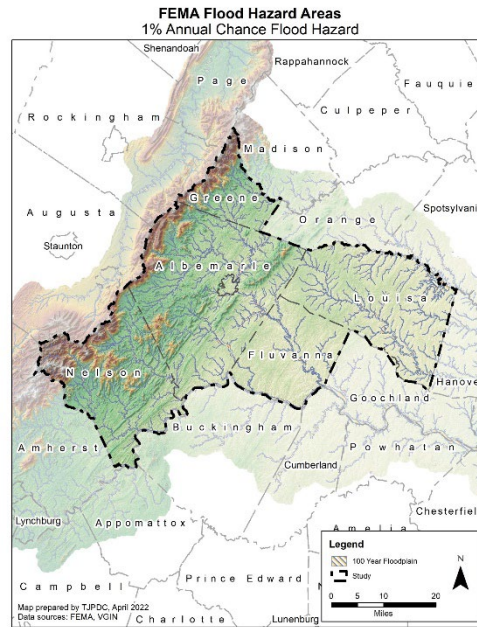 FEMA Flood Hazard Areas
1% Annual Chance Flood Hazard
Shenandoah
Rappahannock
Page
Fauquie
Culpeper
Rockingham
Madison
Greene
Augusta
Orange
Spotsylvani
Staunton
Albemarle
Louisa
Fluvanna
Hanove
Nelson
Goochland
Buckingham
Amherst
Powhatan
Cumberland
Chesterfiel
Appomattox
Lynchburg
Amelia
Legend
100 Year Floodplain
Study
N
0 5 10 20
Miles
Campbell
Prince Edward
N
Map prepared by TJPDC, April 2022
Data sources: FEMA, VGIN
Charlotte
Lunenburg